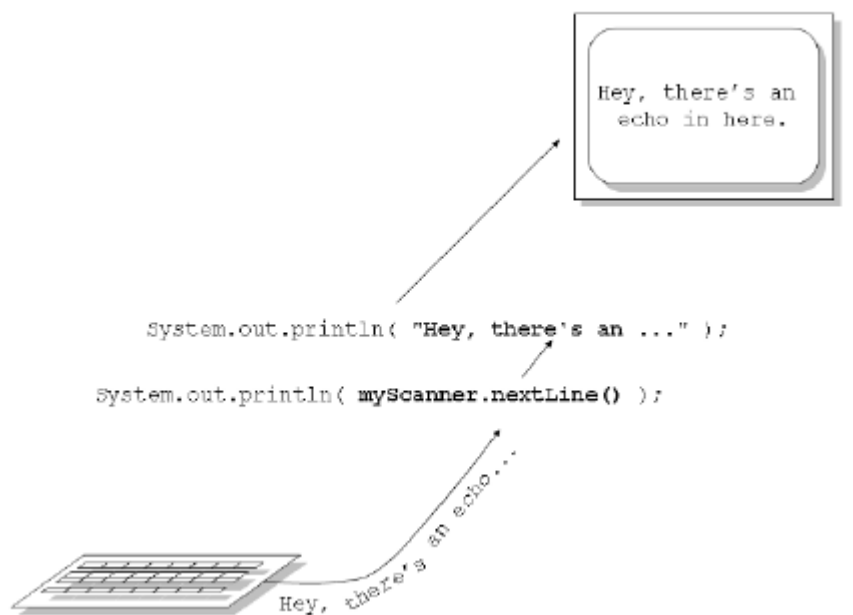 Hey, there's an
echo in here.
System.out.println( "Hey, there's an ..." );
System.out.println( myScanner.nextLine() );
Hey, there's an echo...